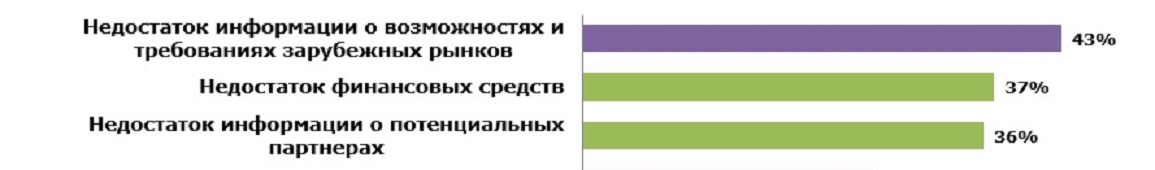 Недостаток информации о возможностях и
требованиях зарубежных рынков
43%
Недостаток финансовых средств
37%
Недостаток информации о потенциальных
партнерах
36%